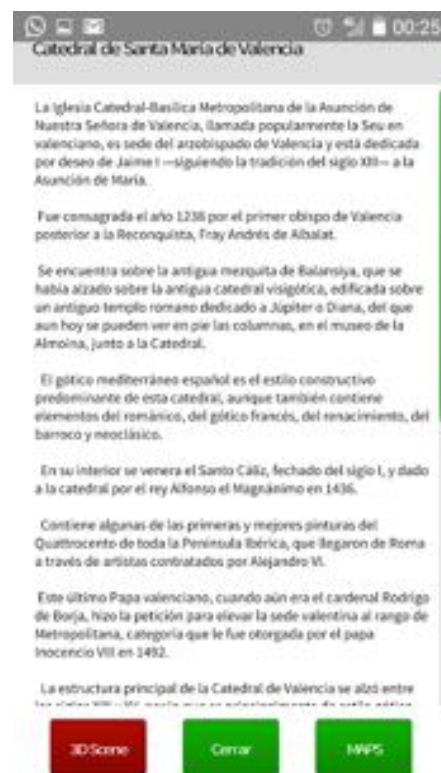 00:25
Catedral de Santa María de Valencia
La Iglesia Catedral-Basílica Metropolitana de la Asunción de
Nuestra Señora de Valencia, llamada popularmente la Seu en
valenciano, es sede del arzobispado de Valencia y está dedicada
por deseo de Jaime I —siguiendo la tradición del siglo XIII— a la
Asunción de María.
Fue consagrada el año 1238 por el primer obispo de Valencia
posterior a la Reconquista, Fray Andrés de Albalat.
Se encuentra sobre la antigua mezquita de Balansiya, que se
había alzado sobre la antigua catedral visigótica, edificada sobre
un antiguo templo romano dedicado a Júpiter o Diana, del que
aun hoy se pueden ver en pie las columnas, en el museo de la
Almoina, junto a la Catedral.
El gótico mediterráneo español es el estilo constructivo
predominante de esta catedral, aunque también contiene
elementos del románico, del gótico francés, del renacimiento, del
barroco y neoclásico.
En su interior se venera el Santo Cáliz, fechado del siglo I, y dado
a la catedral por el rey Alfonso el Magnánimo en 1436.
Contiene algunas de las primeras y mejores pinturas del
Quattrocento de toda la Península Ibérica, que llegaron de Roma
a través de artistas contratados por Alejandro VI.
Este último Papa valenciano, cuando aún era el cardenal Rodrigo
de Borja, hizo la petición para elevar la sede valentina al rango de
Metropolitana, categoría que le fue otorgada por el papa
Inocencio VIII en 1492.
La estructura principal de la Catedral de Valencia se alzó entre
3D Scene
Cerrar
MAPS